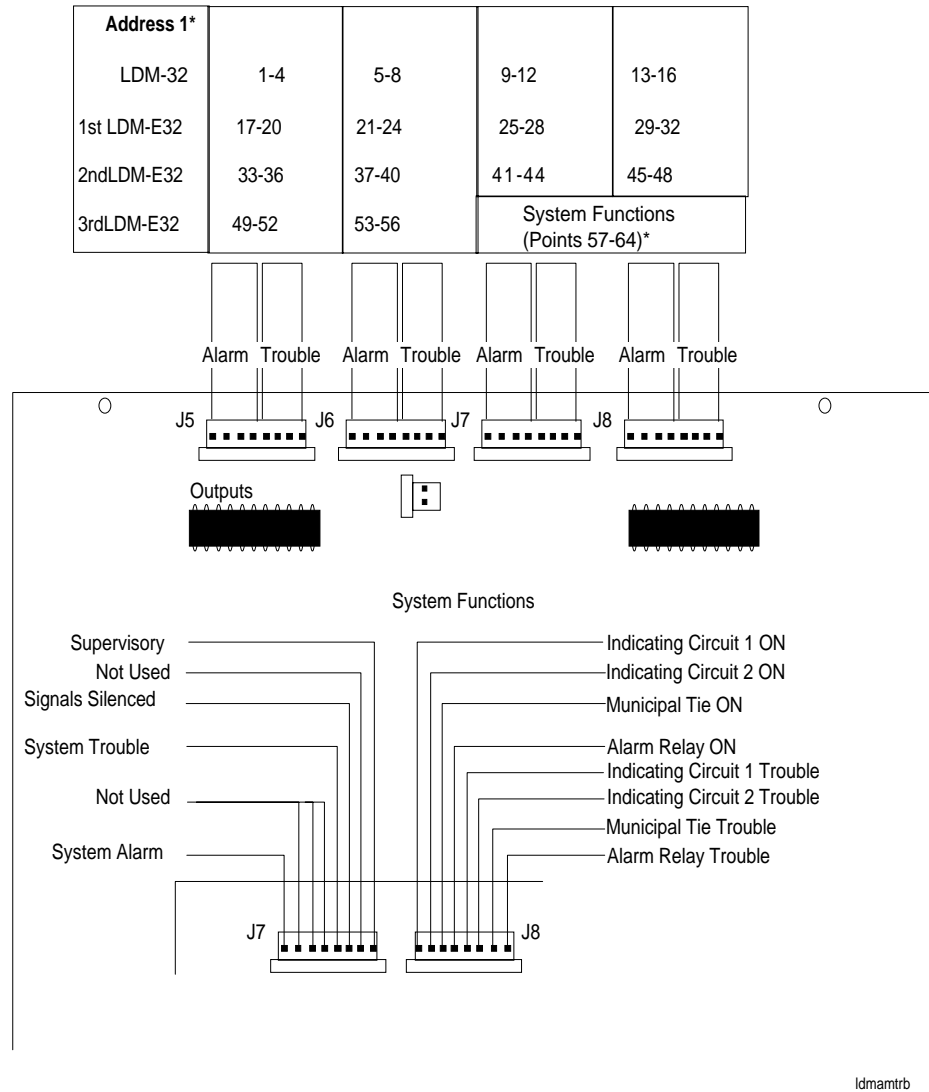 Address 1*
LDM-32 1-4 5-8 9-12 13-16
1st LDM-E32 17-20 21-24 25-28 29-32
2ndLDM-E32 33-36 37-40 41-44 45-48
3rdLDM-E32 49-52 53-56 System Functions
(Points 57-64)*
Alarm Trouble Alarm Trouble Alarm Trouble Alarm Trouble
J5 J6 J7 J8
Outputs
System Functions
Supervisory Indicating Circuit 1 ON
Not Used Indicating Circuit 2 ON
Signals Silenced Municipal Tie ON
System Trouble Alarm Relay ON
Indicating Circuit 1 Trouble
Not Used Indicating Circuit 2 Trouble
Municipal Tie Trouble
System Alarm Alarm Relay Trouble
J7 J8
ldmamtrb